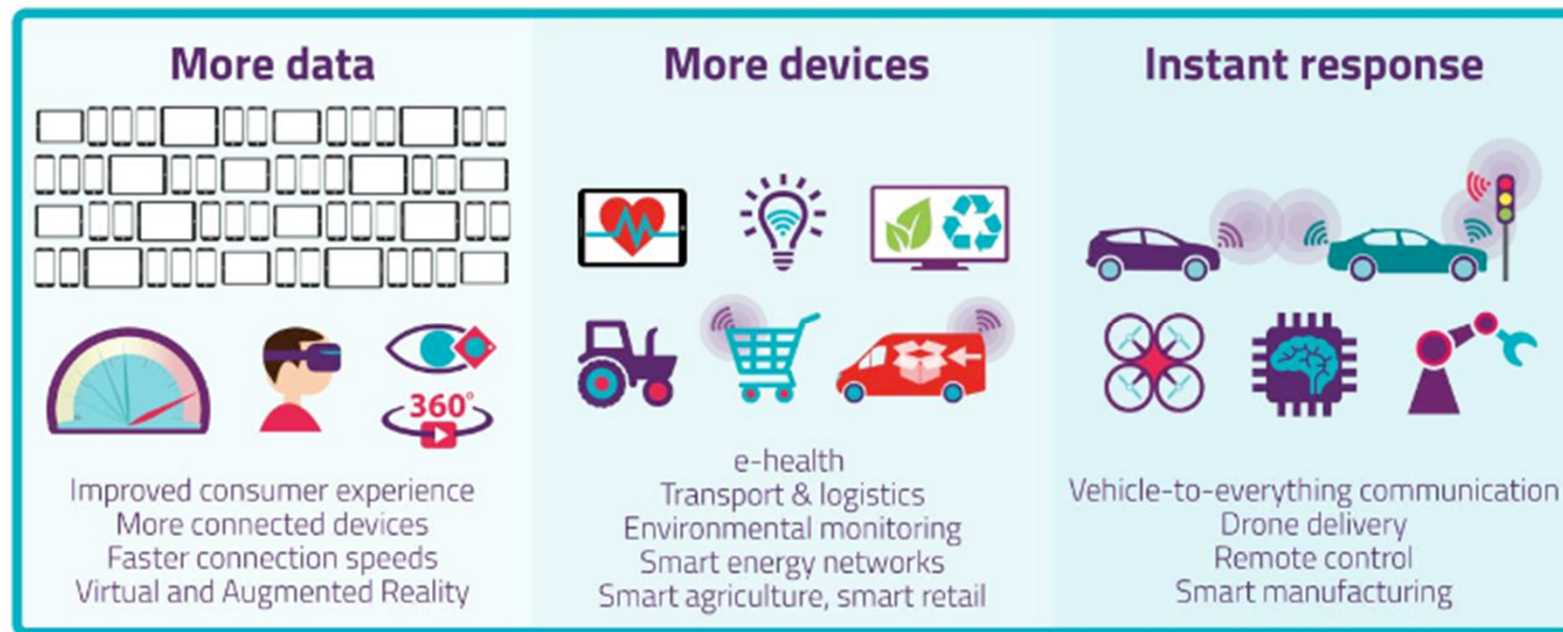 More data
360°
Improved consumer experience
More connected devices
Faster connection speeds
Virtual and Augmented Reality
More devices
e-health
Transport & logistics
Environmental monitoring
Smart energy networks
Smart agriculture, smart retail
Instant response
Vehicle-to-everything communication
Drone delivery
Remote control
Smart manufacturing